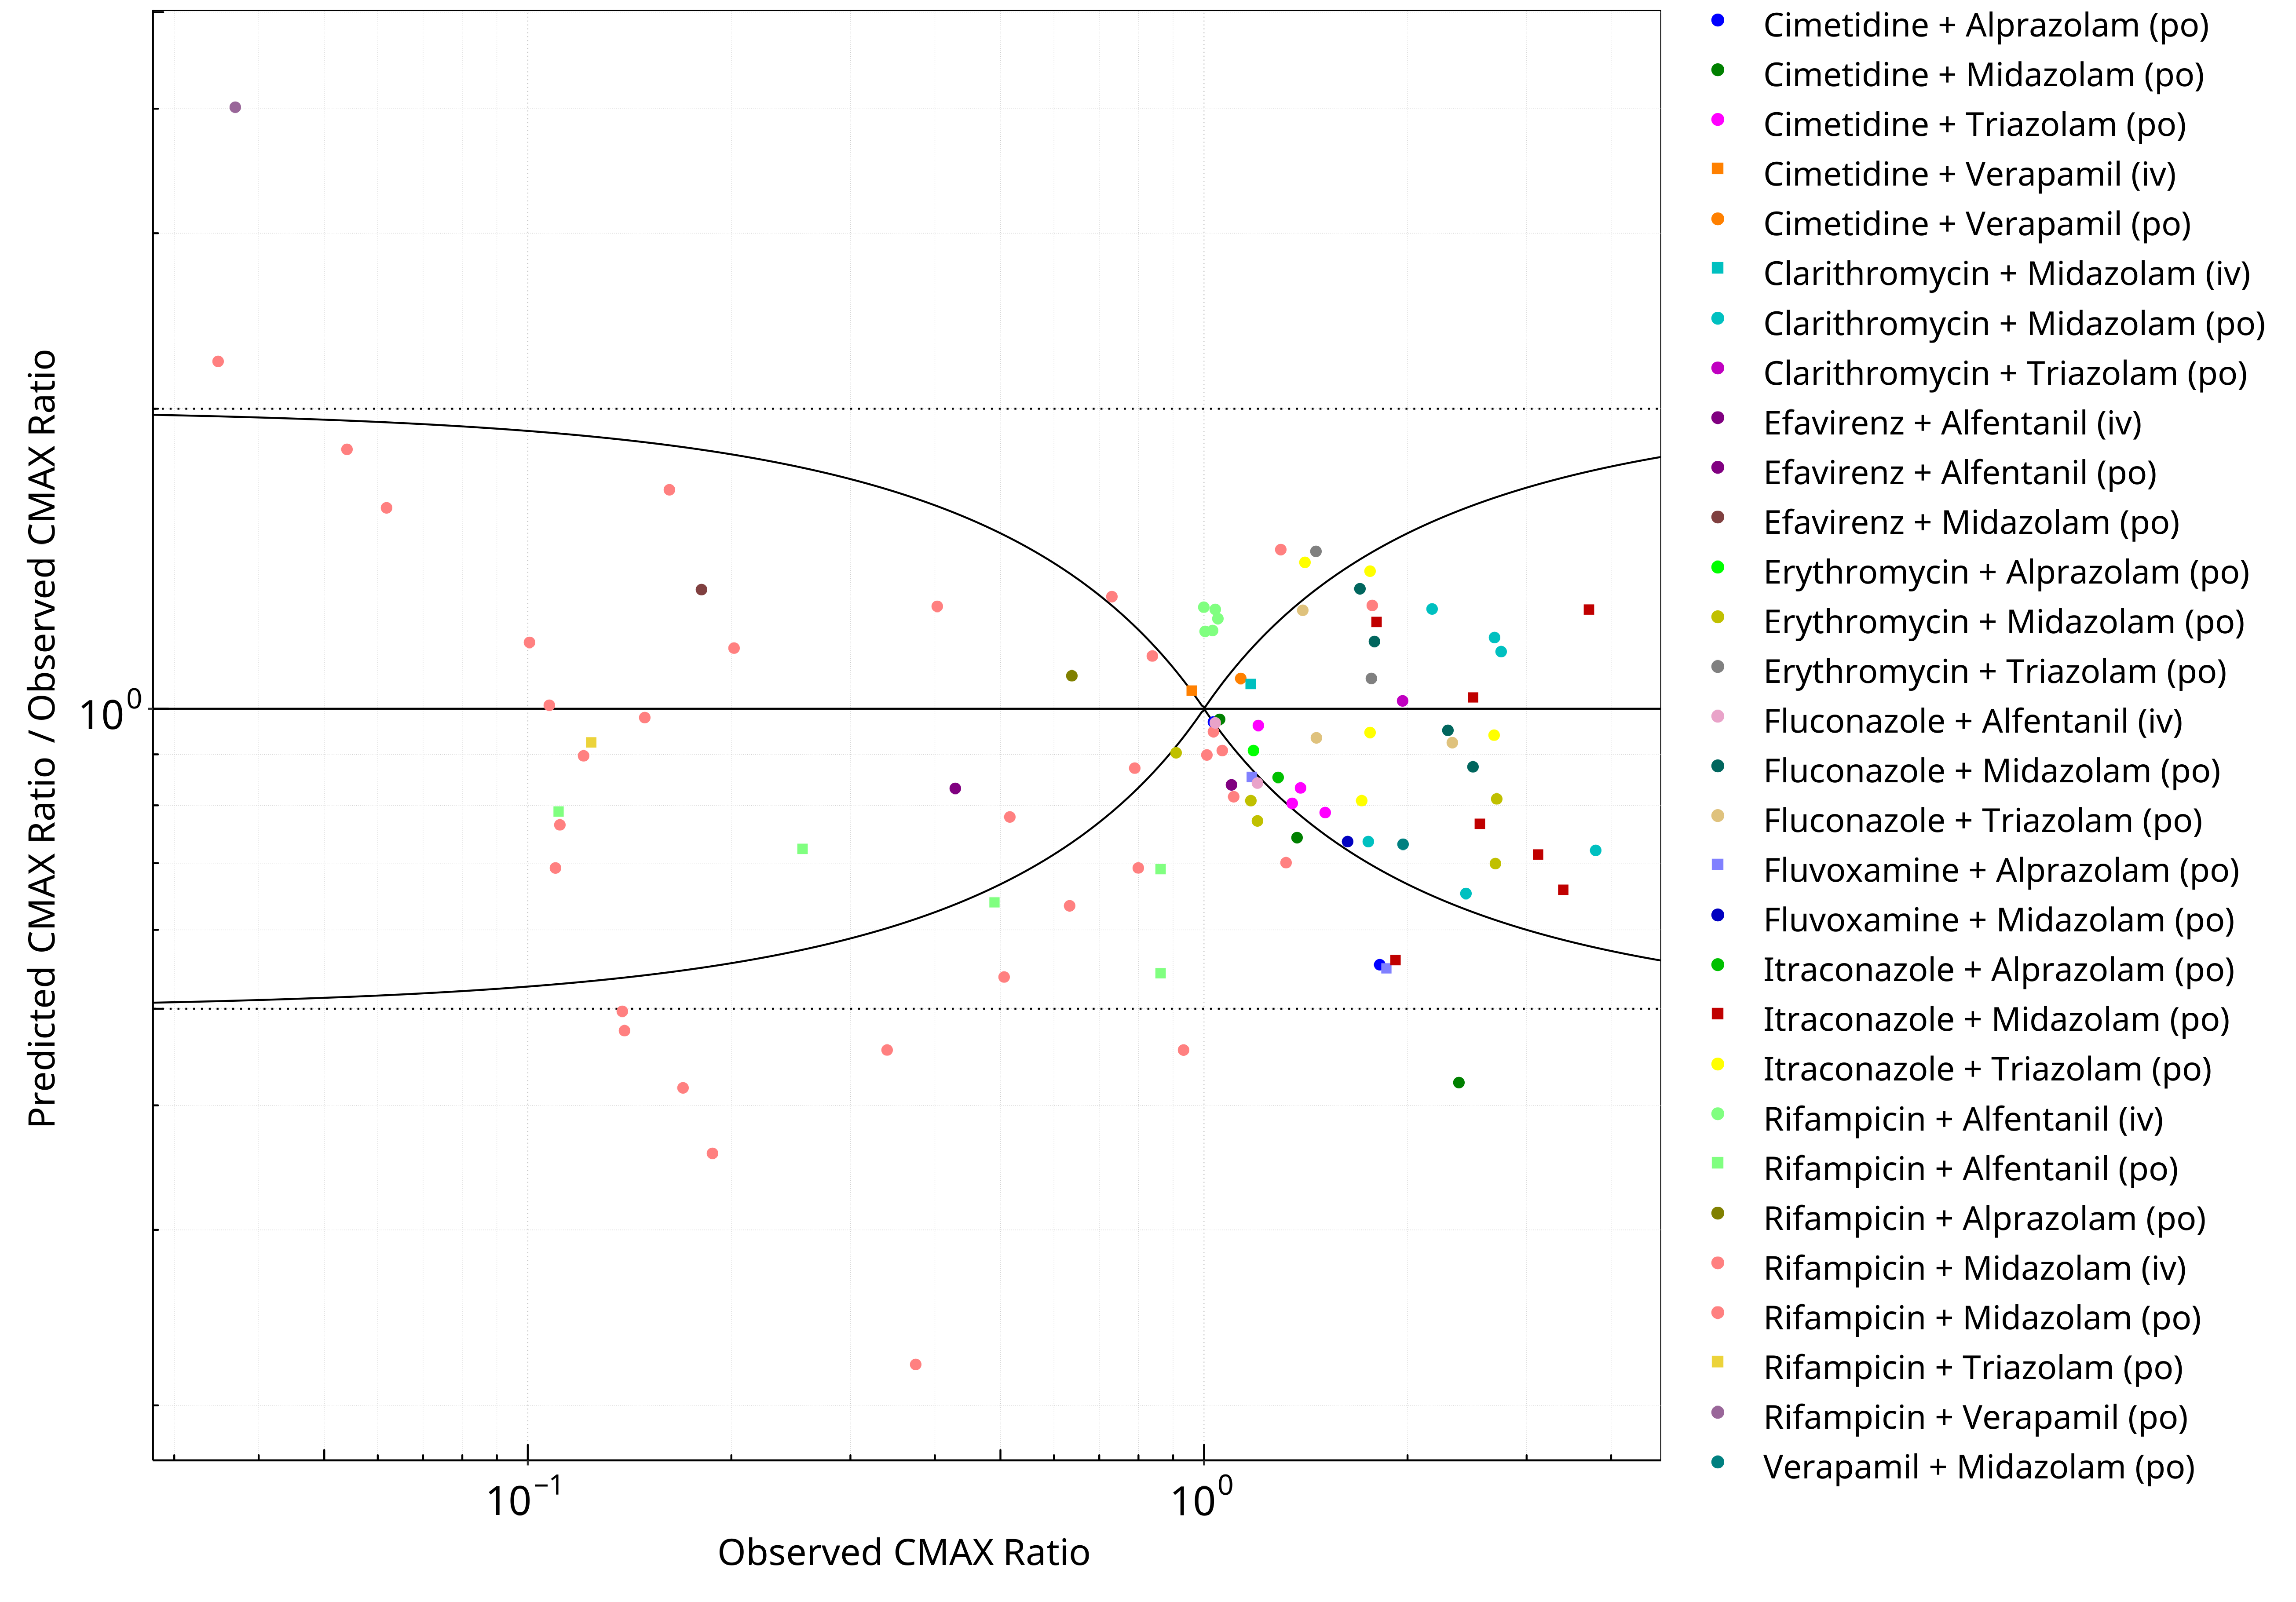 Predicted CMAX Ratio / Observed CMAX Ratio
10^0
10^−1
10^0
Observed CMAX Ratio
Cimetidine + Alprazolam (po)
Cimetidine + Midazolam (po)
Cimetidine + Triazolam (po)
Cimetidine + Verapamil (iv)
Cimetidine + Verapamil (po)
Clarithromycin + Midazolam (iv)
Clarithromycin + Midazolam (po)
Clarithromycin + Triazolam (po)
Efavirenz + Alfentanil (iv)
Efavirenz + Alfentanil (po)
Efavirenz + Midazolam (po)
Erythromycin + Alprazolam (po)
Erythromycin + Midazolam (po)
Erythromycin + Triazolam (po)
Fluconazole + Alfentanil (iv)
Fluconazole + Midazolam (po)
Fluconazole + Triazolam (po)
Fluvoxamine + Alprazolam (po)
Fluvoxamine + Midazolam (po)
Itraconazole + Alprazolam (po)
Itraconazole + Midazolam (po)
Itraconazole + Triazolam (po)
Rifampicin + Alfentanil (iv)
Rifampicin + Alfentanil (po)
Rifampicin + Alprazolam (po)
Rifampicin + Midazolam (iv)
Rifampicin + Midazolam (po)
Rifampicin + Triazolam (po)
Rifampicin + Verapamil (po)
Verapamil + Midazolam (po)